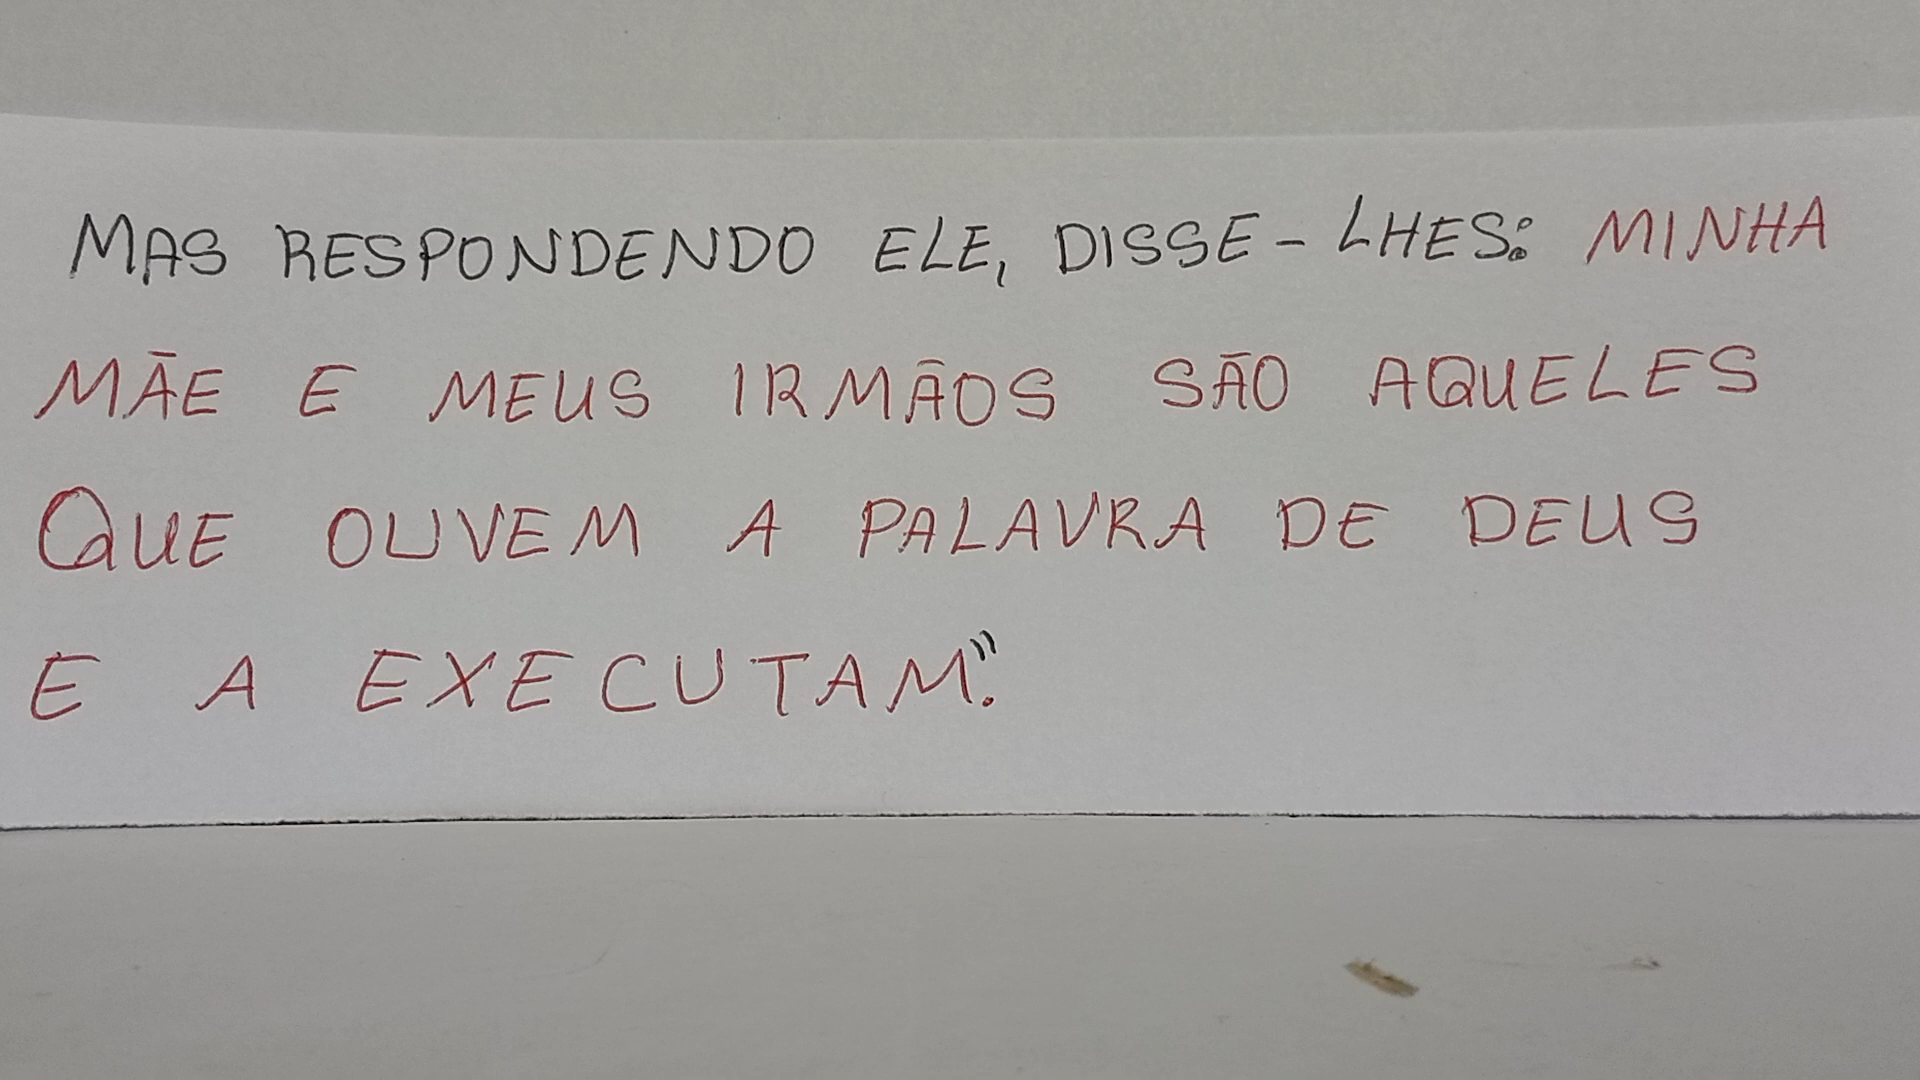 MAS RESPONDENDO ELE, DISSE-LHES: MINHA
MÃE E MEUS IRMÃOS SÃO AQUELES
QUE OUVEM A PALAVRA DE DEUS
E A EXECUTAM.”